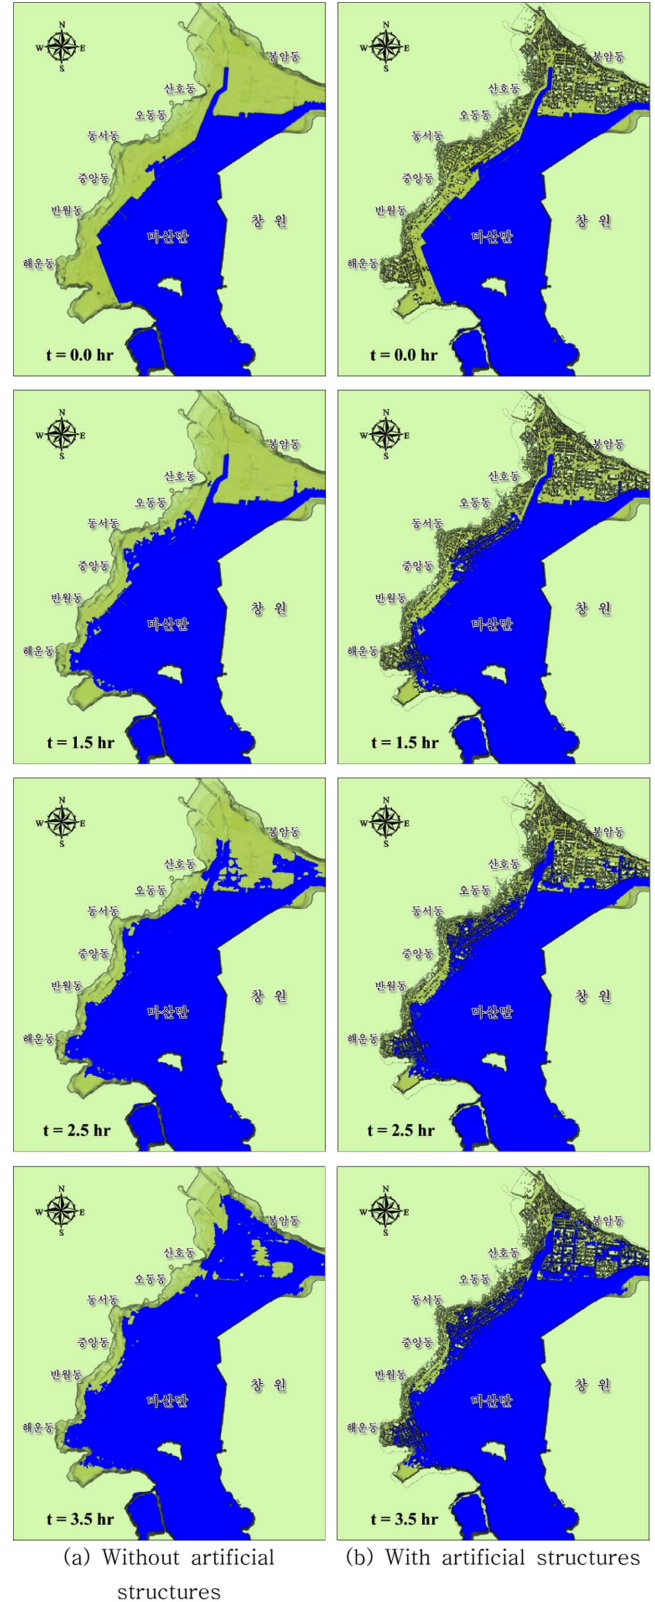 N
W E
S
봉암동
산호동
오동동
동서동
중앙동
반월동
마산만
창 원
해운동
t = 0.0 hr
N
W E
S
봉암동
산호동
오동동
동서동
중앙동
반월동
마산만
창 원
해운동
t = 0.0 hr
N
W E
S
봉암동
산호동
오동동
동서동
중앙동
반월동
마산만
창 원
해운동
t = 1.5 hr
N
W E
S
봉암동
산호동
오동동
동서동
중앙동
반월동
마산만
창 원
해운동
t = 1.5 hr
N
W E
S
봉암동
산호동
오동동
동서동
중앙동
반월동
마산만
창 원
해운동
t = 2.5 hr
N
W E
S
봉암동
산호동
오동동
동서동
중앙동
반월동
마산만
창 원
해운동
t = 2.5 hr
N
W E
S
봉암동
산호동
오동동
동서동
중앙동
반월동
마산만
창 원
해운동
t = 3.5 hr
N
W E
S
봉암동
산호동
오동동
동서동
중앙동
반월동
마산만
창 원
해운동
t = 3.5 hr
(a) Without artificial
structures
(b) With artificial structures